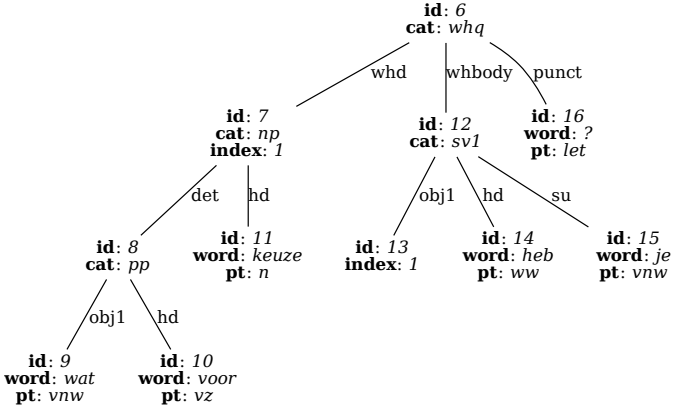 id: 6
cat: whq
whd
whbody
punct
id: 7
cat: np
index: 1
id: 12
cat: sv1
id: 16
word: ?
pt: let
det
hd
obj1
hd
su
id: 8
cat: pp
id: 11
word: keuze
pt: n
id: 13
index: 1
id: 14
word: heb
pt: ww
id: 15
word: je
pt: vnw
obj1
hd
id: 9
word: wat
pt: vnw
id: 10
word: voor
pt: vz